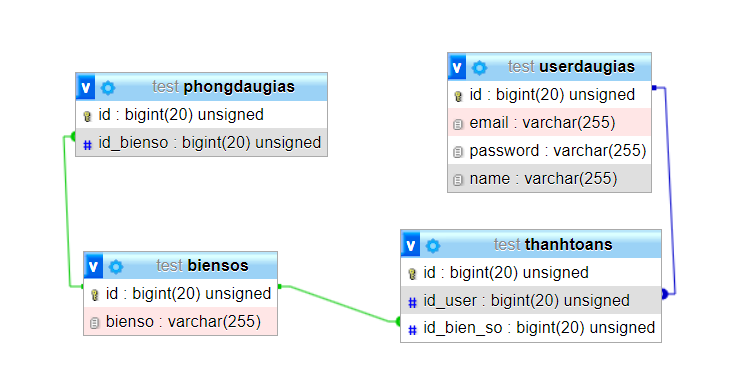 v test phongdaugias
id : bigint(20) unsigned
# id_bienso : bigint(20) unsigned
v test userdaugias
id : bigint(20) unsigned
email : varchar(255)
password : varchar(255)
name : varchar(255)
v test biensos
id : bigint(20) unsigned
bienso : varchar(255)
v test thanhtoans
id : bigint(20) unsigned
# id_user : bigint(20) unsigned
# id_bien_so : bigint(20) unsigned